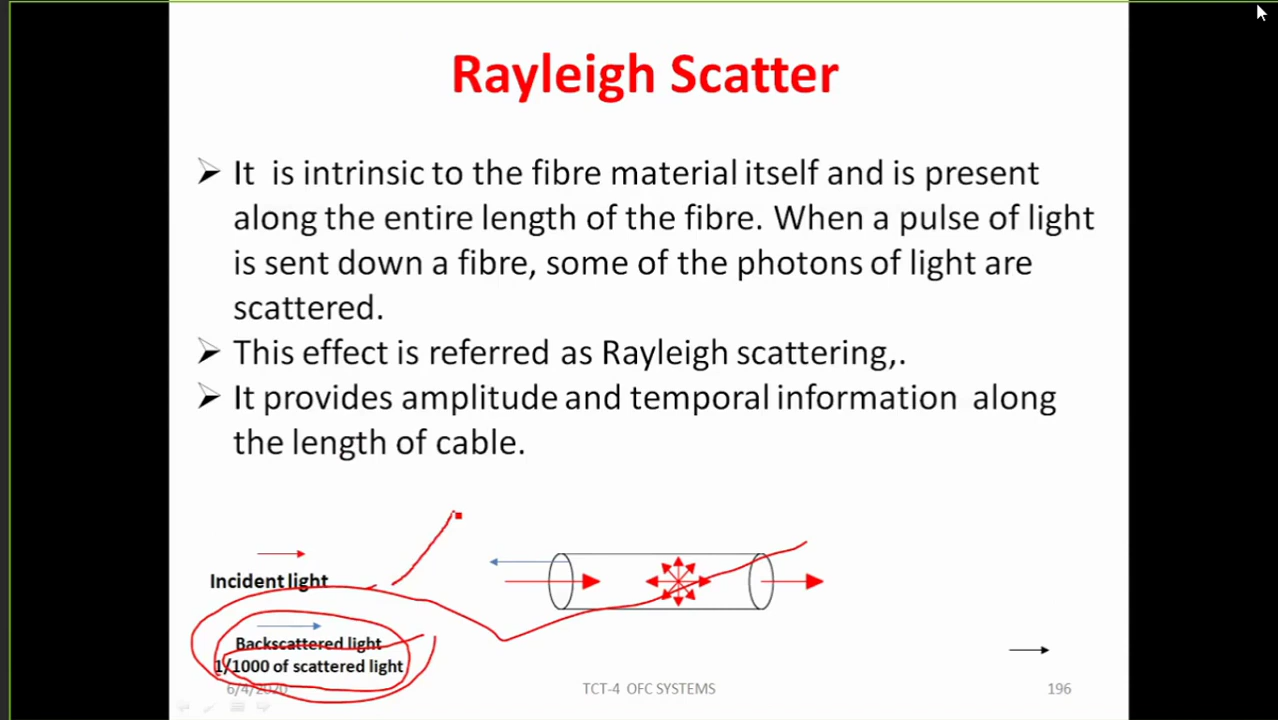 Rayleigh Scatter
It is intrinsic to the fibre material itself and is present
along the entire length of the fibre. When a pulse of light
is sent down a fibre, some of the photons of light are
scattered.
This effect is referred as Rayleigh scattering,.
It provides amplitude and temporal information along
the length of cable.
Incident light
Backscattered light
1/1000 of scattered light
6/4/2020
TCT-4 OFC SYSTEMS
196